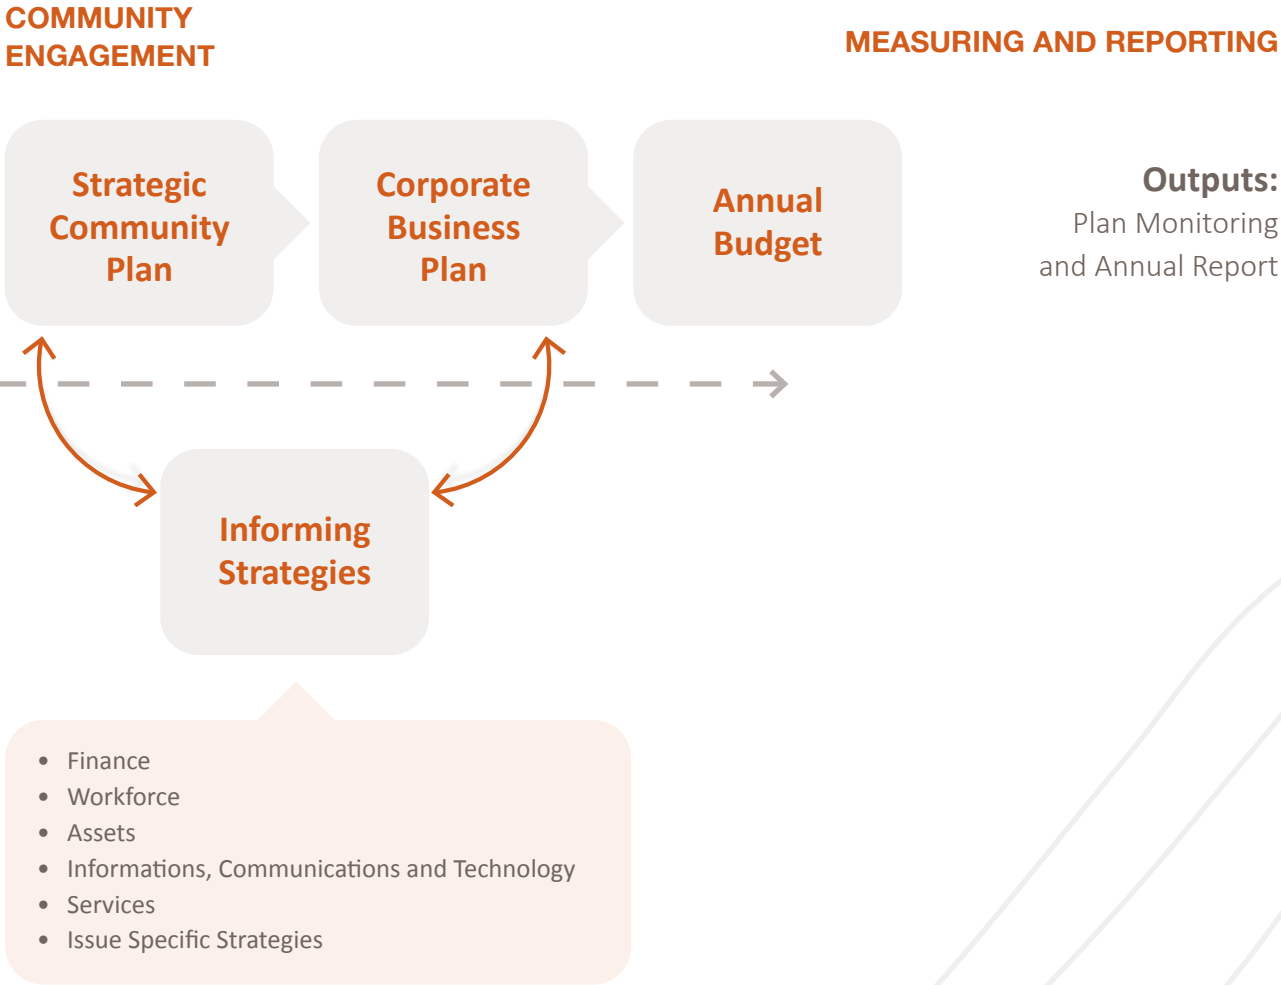 COMMUNITY
ENGAGEMENT
MEASURING AND REPORTING
Strategic
Community
Plan
Corporate
Business
Plan
Annual
Budget
Outputs:
Plan Monitoring
and Annual Report
Informing
Strategies
• Finance
• Workforce
• Assets
• Informations, Communications and Technology
• Services
• Issue Specific Strategies